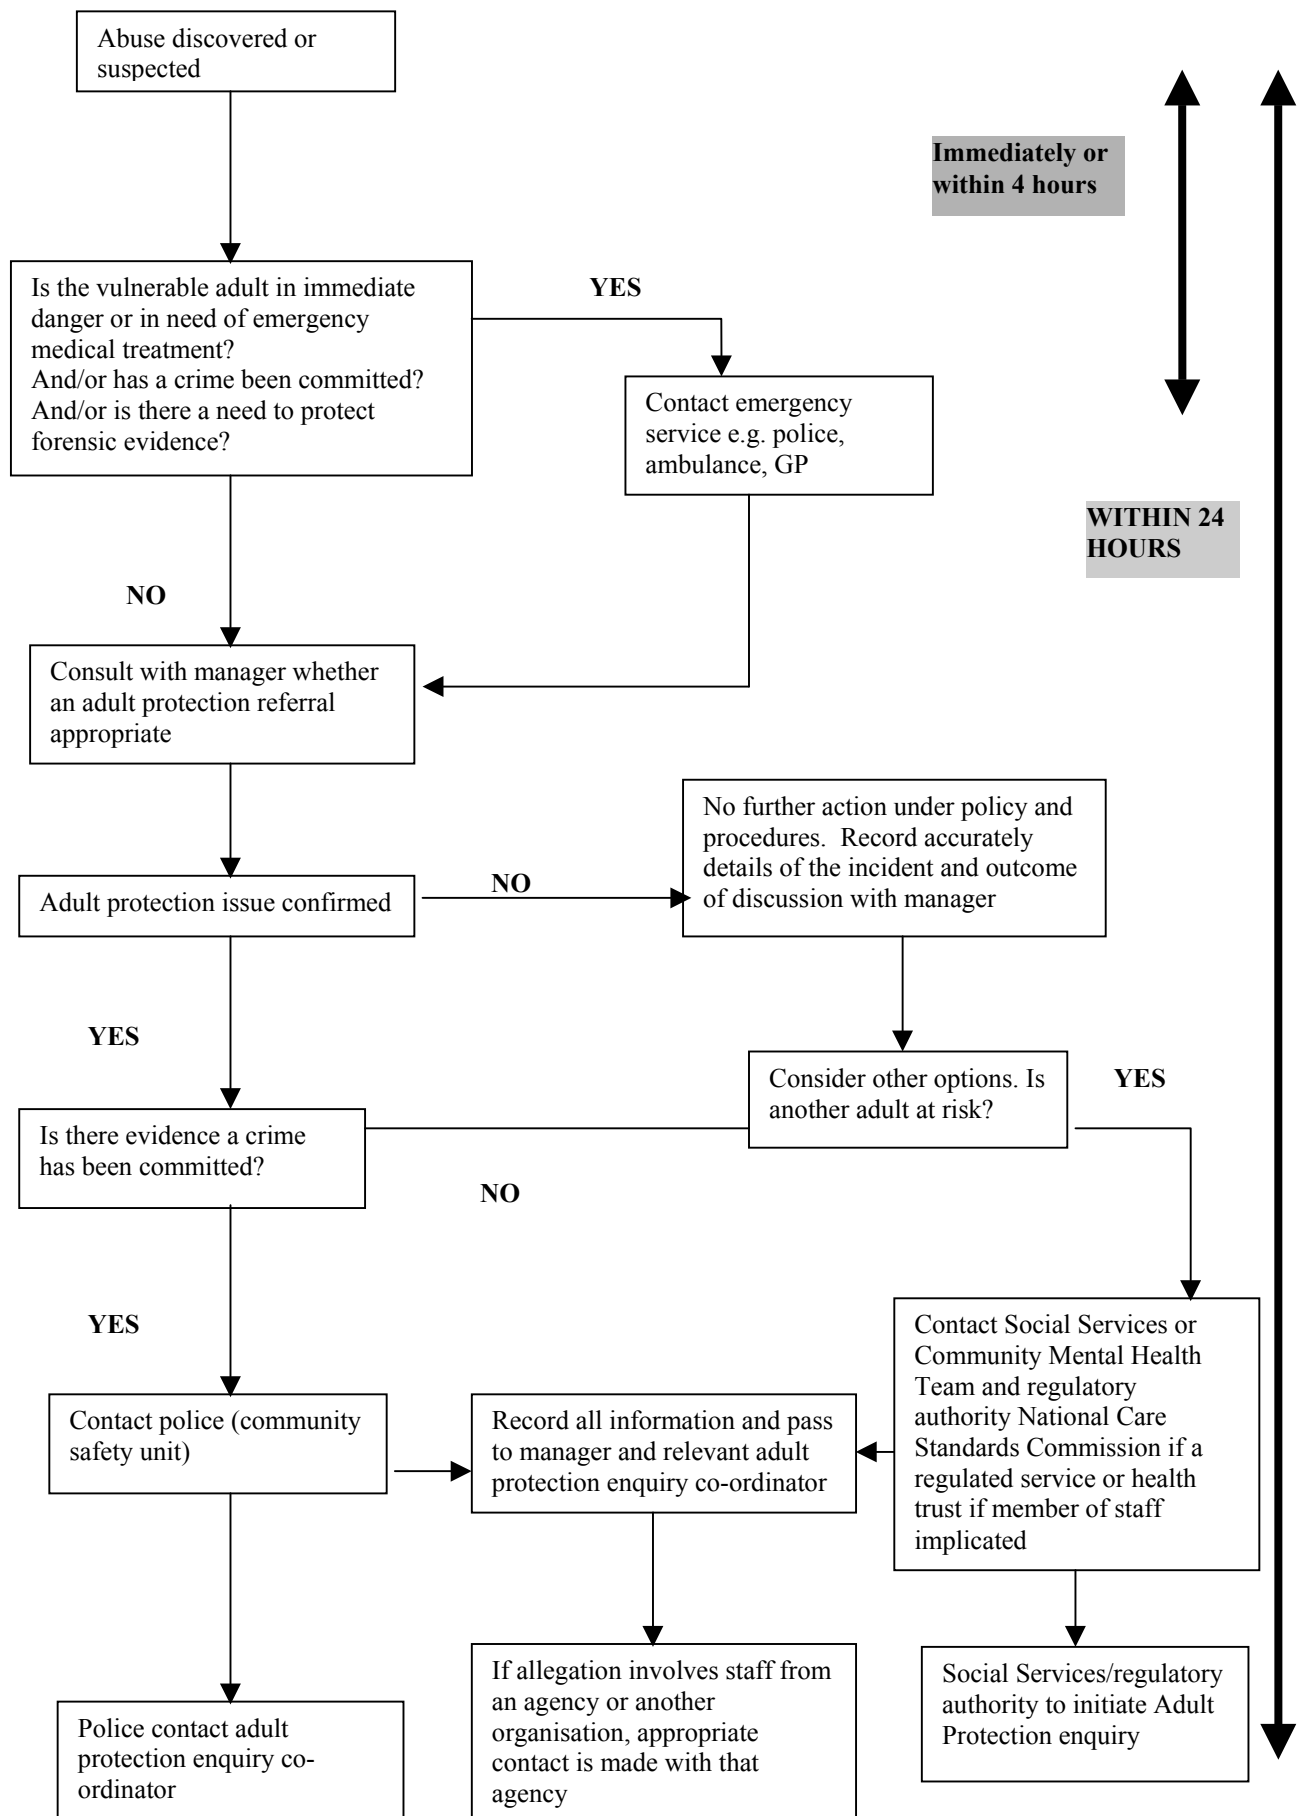 Abuse discovered or
suspected
Immediately or
within 4 hours
Is the vulnerable adult in immediate
danger or in need of emergency
medical treatment?
And/or has a crime been committed?
And/or is there a need to protect
forensic evidence?
YES
Contact emergency
service e.g. police,
ambulance, GP
WITHIN 24
HOURS
NO
Consult with manager whether
an adult protection referral
appropriate
No further action under policy and
procedures.  Record accurately
details of the incident and outcome
of discussion with manager
Adult protection issue confirmed
NO
YES
Consider other options. Is
another adult at risk?
YES
Is there evidence a crime
has been committed?
NO
YES
Contact Social Services or
Community Mental Health
Team and regulatory
authority National Care
Standards Commission if a
regulated service or health
trust if member of staff
implicated
Contact police (community
safety unit)
Record all information and pass
to manager and relevant adult
protection enquiry co-ordinator
If allegation involves staff from
an agency or another
organisation, appropriate
contact is made with that
agency
Social Services/regulatory
authority to initiate Adult
Protection enquiry
Police contact adult
protection enquiry co-
ordinator